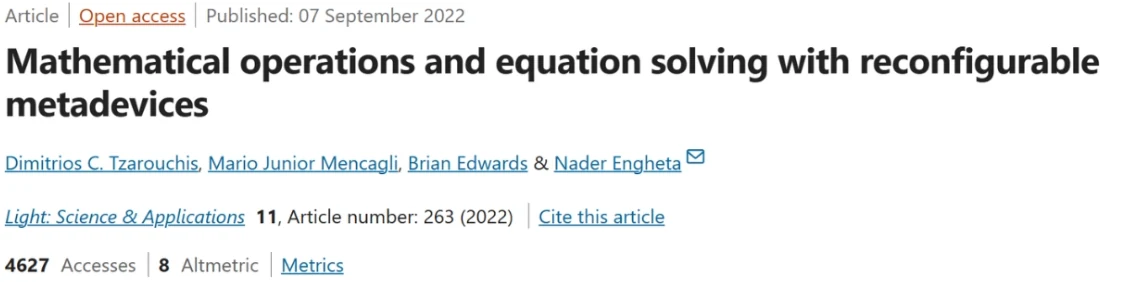 Article | Open access | Published: 07 September 2022
Mathematical operations and equation solving with reconfigurable
metadevices
Dimitrios C. Tzarouchis, Mario Junior Mencagli, Brian Edwards & Nader Engheta
Light: Science & Applications 11, Article number: 263 (2022) | Cite this article
4627 Accesses | 8 Altmetric | Metrics